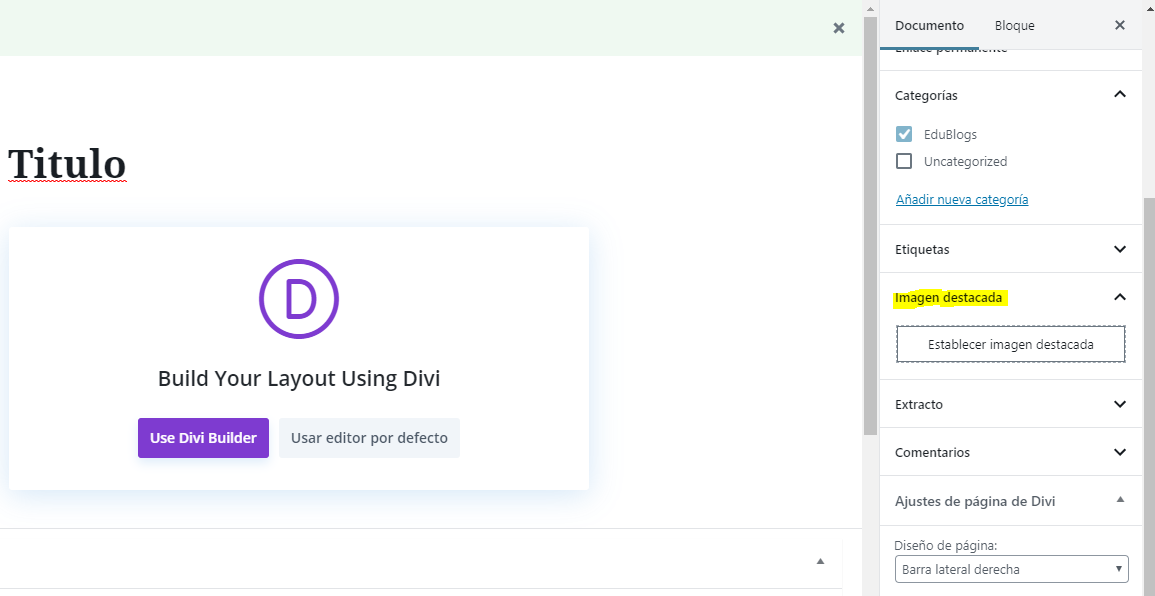 Titulo
D
Build Your Layout Using Divi
Use Divi Builder
Usar editor por defecto
Documento
Bloque
Enlace permanente
Categorías
EduBlogs
Uncategorized
Añadir nueva categoría
Etiquetas
Imagen destacada
Establecer imagen destacada
Extracto
Comentarios
Ajustes de página de Divi
Diseño de página:
Barra lateral derecha